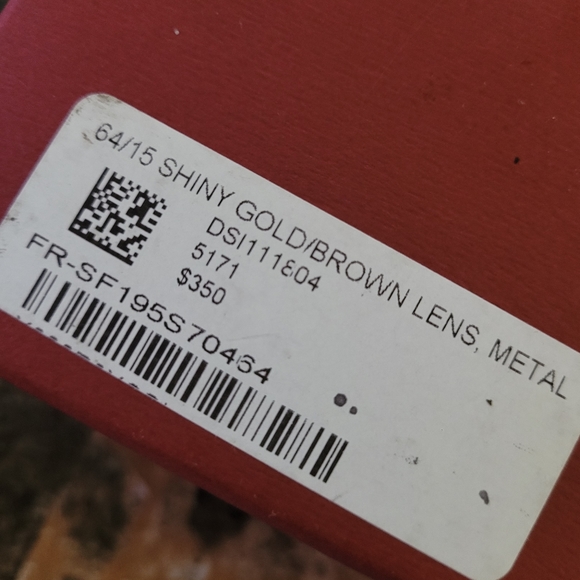 64/15 SHINY GOLD/BROWN LENS, METAL
DSI111804
5171
$350
FR-SF195S70464